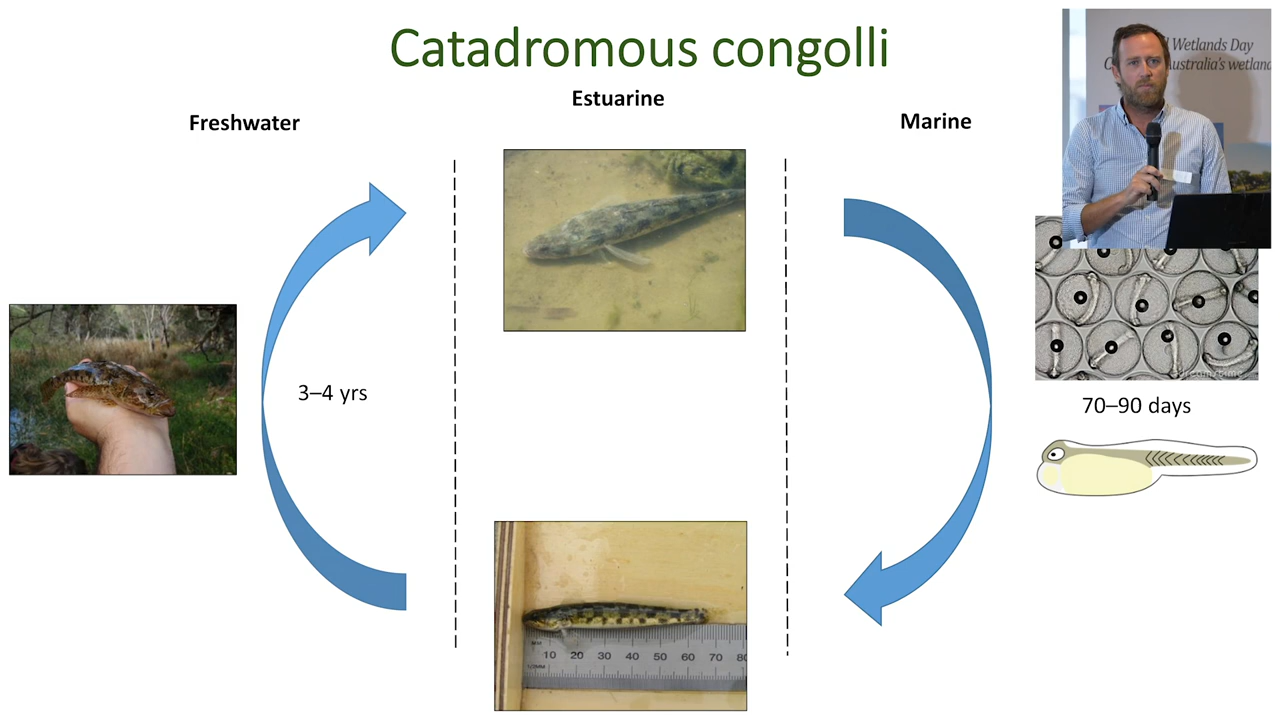 Catadromous congolli
Estuarine
Freshwater
Marine
Wetlands Day
Australia's wetland
3–4 yrs
70–90 days
10 20 30 40 50 60 70